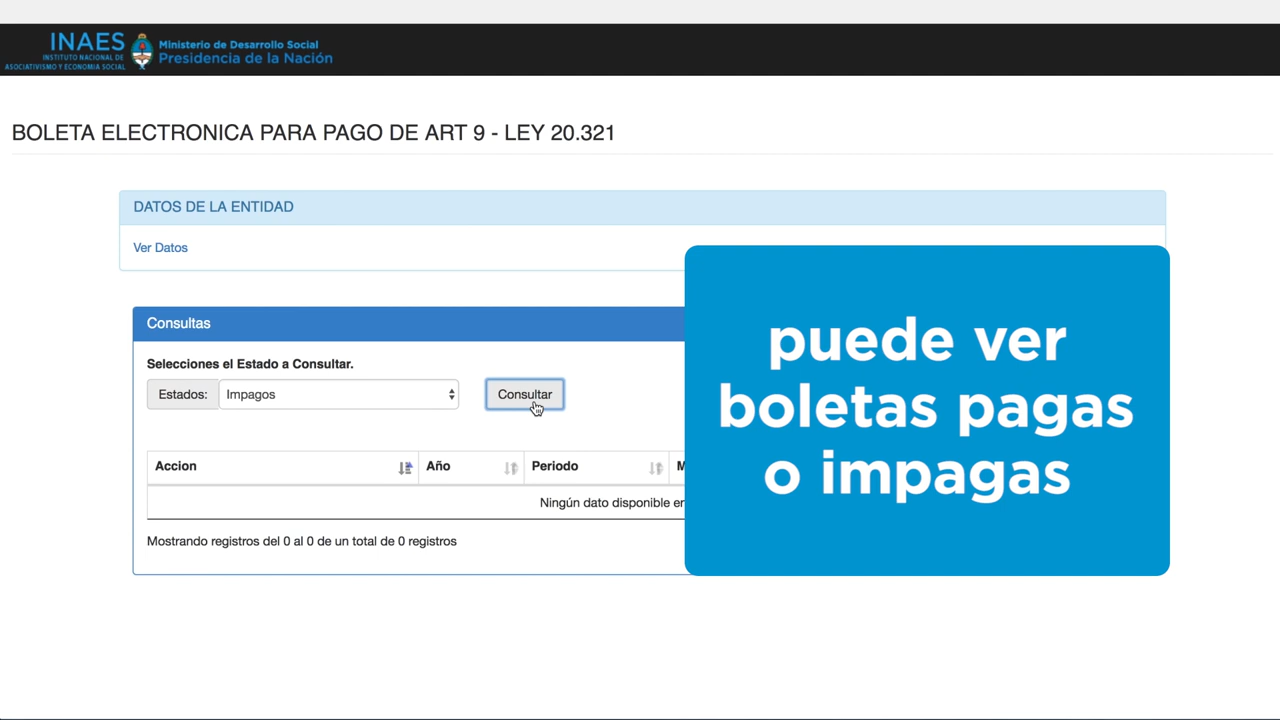 INAES
INSTITUTO NACIONAL DE
ASOCIATIVISMO Y ECONOMIA SOCIAL
Ministerio de Desarrollo Social
Presidencia de la Nación
BOLETA ELECTRONICA PARA PAGO DE ART 9 - LEY 20.321
DATOS DE LA ENTIDAD
Ver Datos
Consultas
Selecciones el Estado a Consultar.
Estados: Impagos Consultar
Accion Año Periodo
Ningún dato disponible
Mostrando registros del 0 al 0 de un total de 0 registros
puede ver
boletas pagas
o impagas